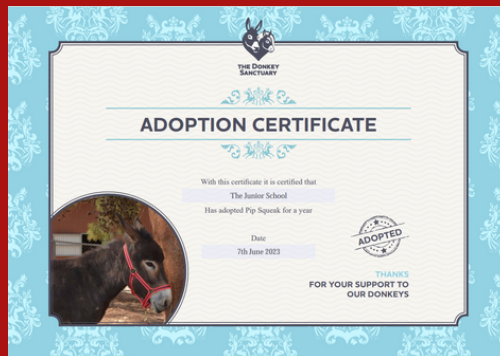 THE DONKEY
SANCTUARY
ADOPTION CERTIFICATE
With this certificate it is certified that
The Junior School
Has adopted Pip Squeak for a year
Date
7th June 2023
ADOPTED
THANKS
FOR YOUR SUPPORT TO
OUR DONKEYS